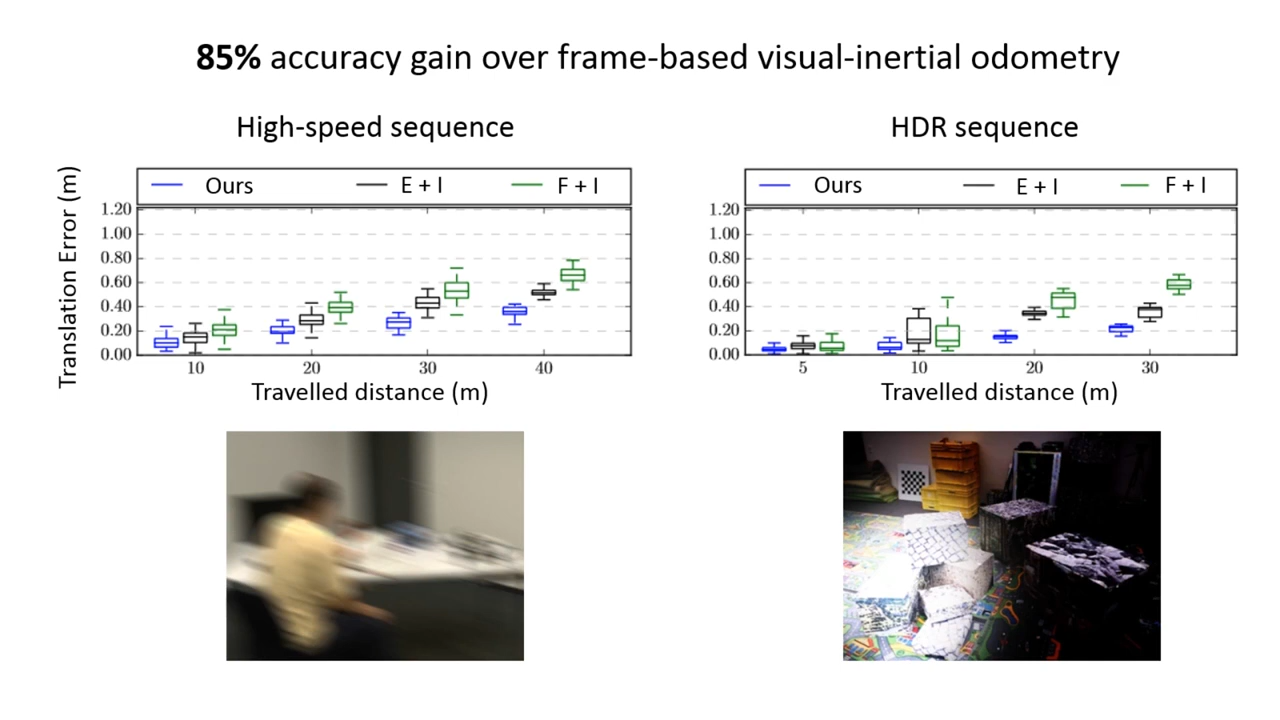 85% accuracy gain over frame-based visual-inertial odometry
High-speed sequence
Translation Error (m)
Ours E + I F + I
1.20
1.00
0.80
0.60
0.40
0.20
0.00
10 20 30 40
Travelled distance (m)
HDR sequence
Ours E + I F + I
1.20
1.00
0.80
0.60
0.40
0.20
0.00
5 10 20 30
Travelled distance (m)